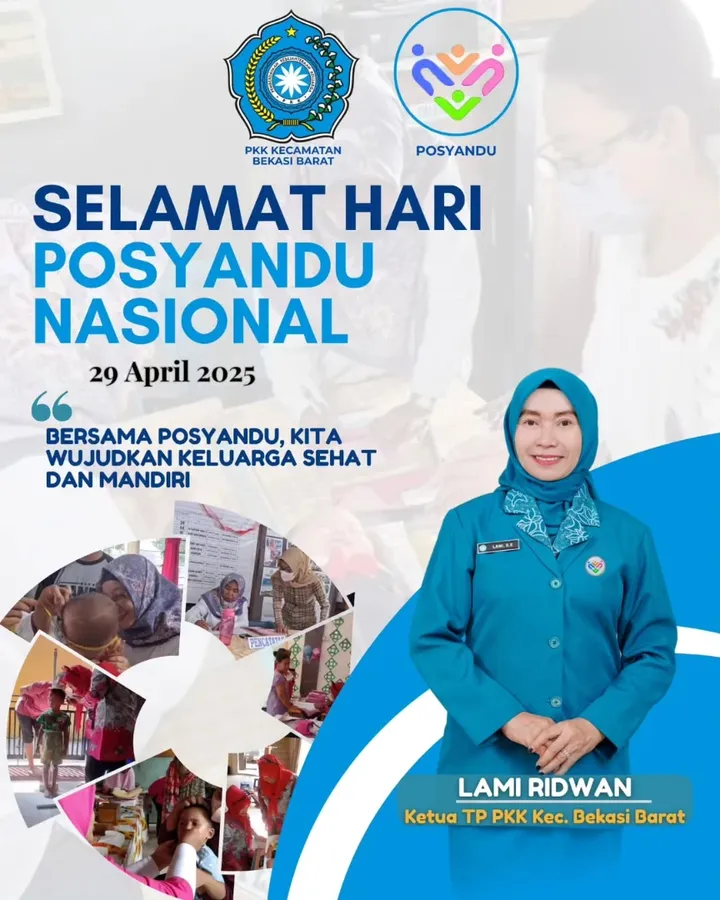 PKK KECAMATAN
BEKASI BARAT
POSYANDU
SELAMAT HARI
POSYANDU
NASIONAL
29 April 2025
BERSAMA POSYANDU, KITA
WUJUDKAN KELUARGA SEHAT
DAN MANDIRI
LAMI, S.E
LAMI RIDWAN
Ketua TP PKK Kec. Bekasi Barat